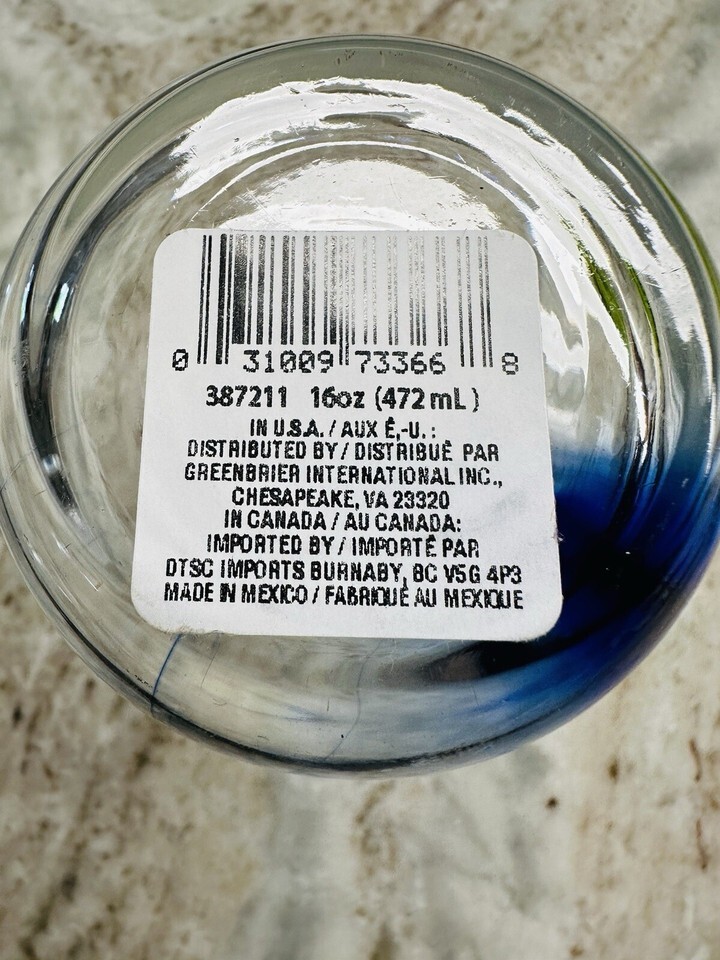 0 31009 73366 8
387211 16oz (472 mL)
IN U.S.A. / AUX É,-U. :
DISTRIBUTED BY / DISTRIBUÉ PAR
GREENBRIER INTERNATIONAL INC.,
CHESAPEAKE, VA 23320
IN CANADA / AU CANADA:
IMPORTED BY / IMPORTÉ PAR
DTSC IMPORTS BURNABY, BC V5G 4P3
MADE IN MEXICO / FABRIQUÉ AU MEXIQUE